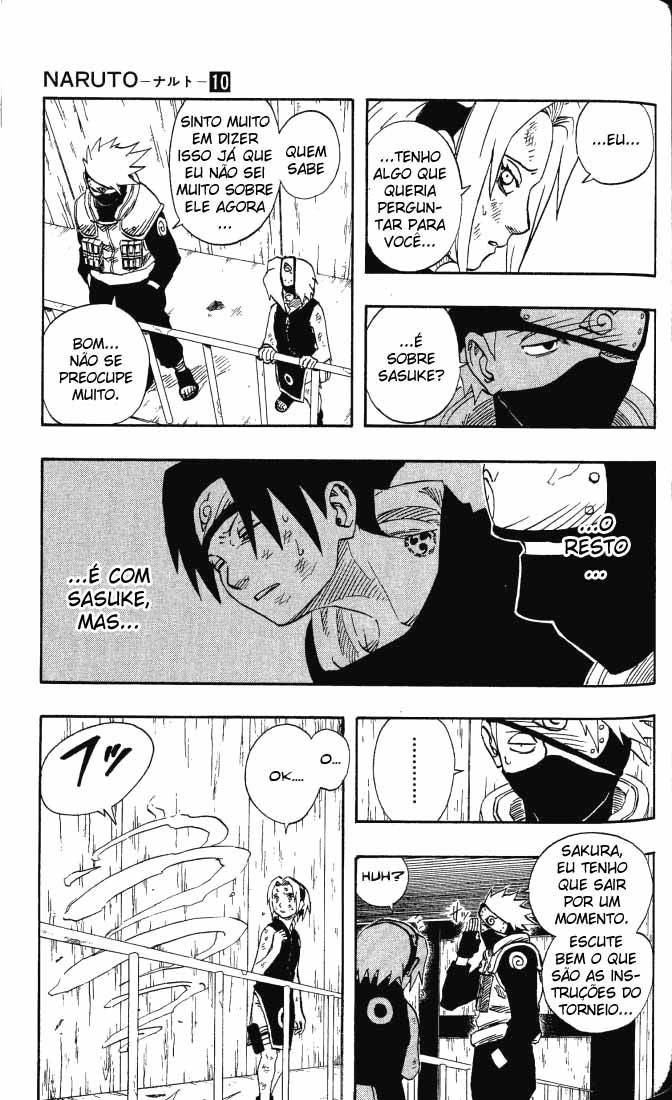 NARUTO—ナルト—10
...EU...
...TENHO
ALGO QUE
QUERIA
PERGUN-
TAR PARA
VOCÊ...
...É
SOBRE
SASUKE?
QUEM
SABE
SINTO MUITO
EM DIZER
ISSO JÁ QUE
EU NÃO SEI
MUITO SOBRE
ELE AGORA
...
BOM...
NÃO SE
PREOCUPE
MUITO.
...O
RESTO
...
...É COM
SASUKE,
MAS...
.........
SAKURA,
EU TENHO
QUE SAIR
POR UM
MOMENTO.
ESCUTE
BEM O QUE
SÃO AS INS-
TRUÇÕES DO
TORNEIO...
HUH?
O...
OK....
フッ